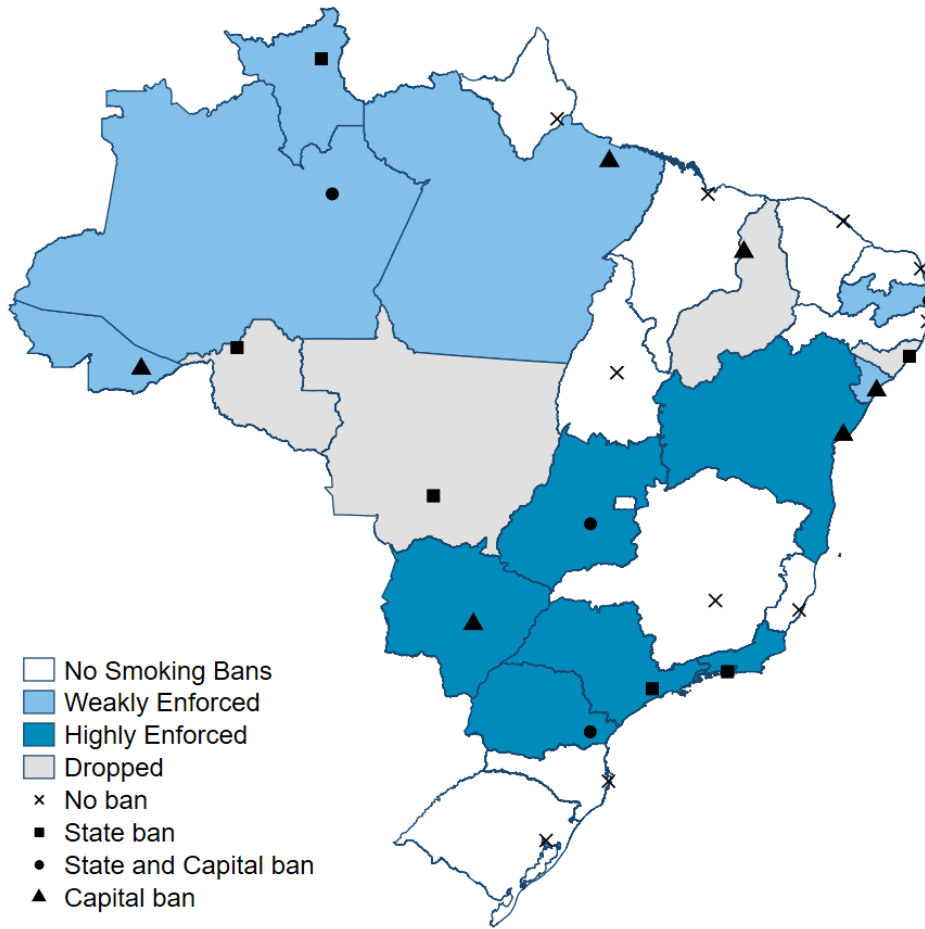 No Smoking Bans
Weakly Enforced
Highly Enforced
Dropped
No ban
State ban
State and Capital ban
Capital ban